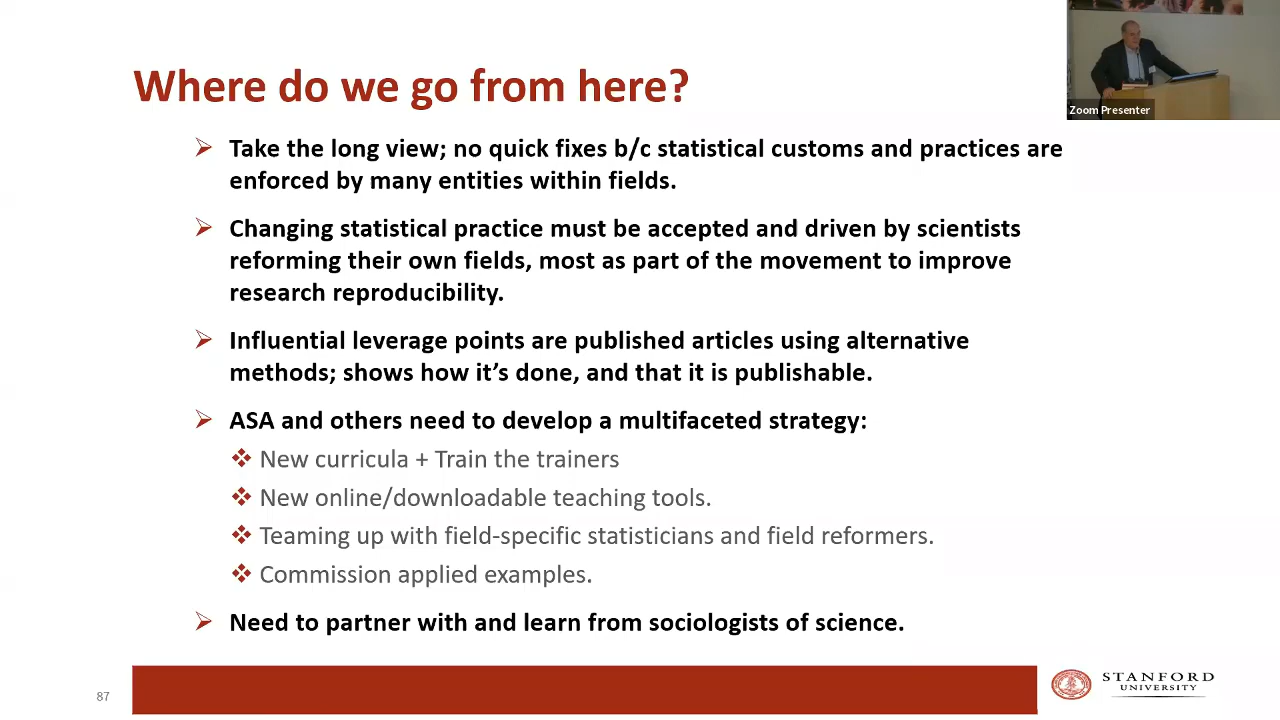 Where do we go from here?
Zoom Presenter
Take the long view; no quick fixes b/c statistical customs and practices are
enforced by many entities within fields.
Changing statistical practice must be accepted and driven by scientists
reforming their own fields, most as part of the movement to improve
research reproducibility.
Influential leverage points are published articles using alternative
methods; shows how it’s done, and that it is publishable.
ASA and others need to develop a multifaceted strategy:
New curricula + Train the trainers
New online/downloadable teaching tools.
Teaming up with field-specific statisticians and field reformers.
Commission applied examples.
Need to partner with and learn from sociologists of science.
87
STANFORD
UNIVERSITY